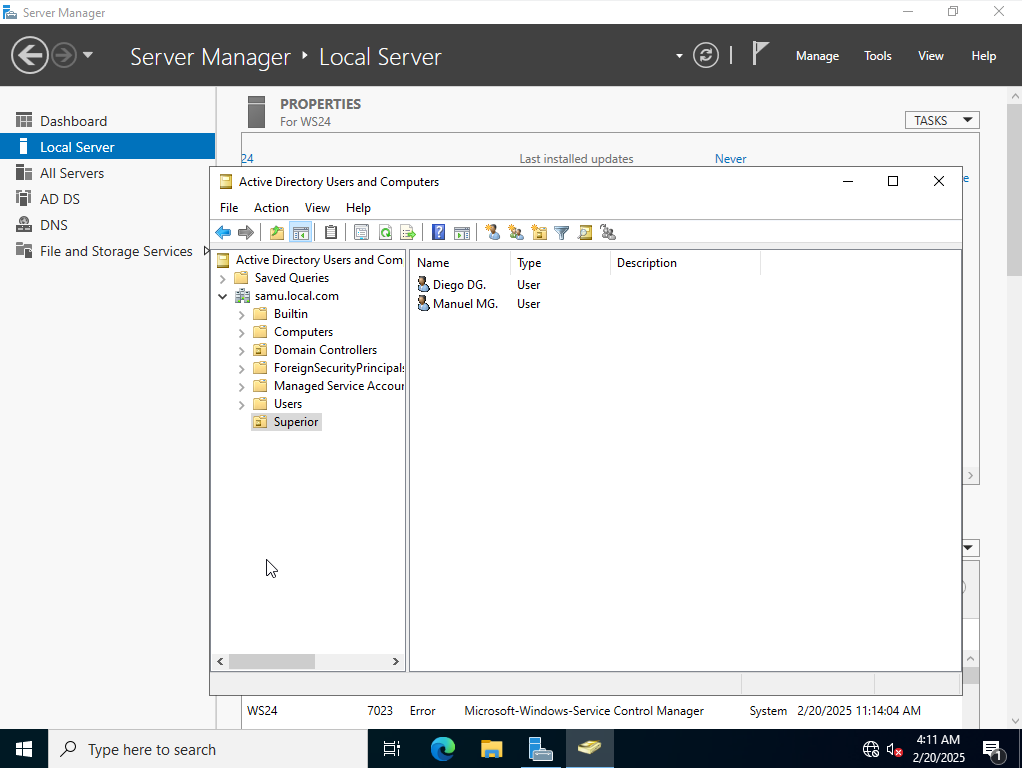 Server Manager
Server Manager ‣ Local Server
Manage Tools View Help
Dashboard
Local Server
All Servers
AD DS
DNS
File and Storage Services
PROPERTIES
For WS24
TASKS
24 Last installed updates Never
Active Directory Users and Computers
File Action View Help
Active Directory Users and Com
Saved Queries
samu.local.com
Builtin
Computers
Domain Controllers
ForeignSecurityPrincipals
Managed Service Accoun
Users
Superior
Name Type Description
Diego DG. User
Manuel MG. User
WS24 7023 Error Microsoft-Windows-Service Control Manager System 2/20/2025 11:14:04 AM
Type here to search
4:11 AM
2/20/2025
1